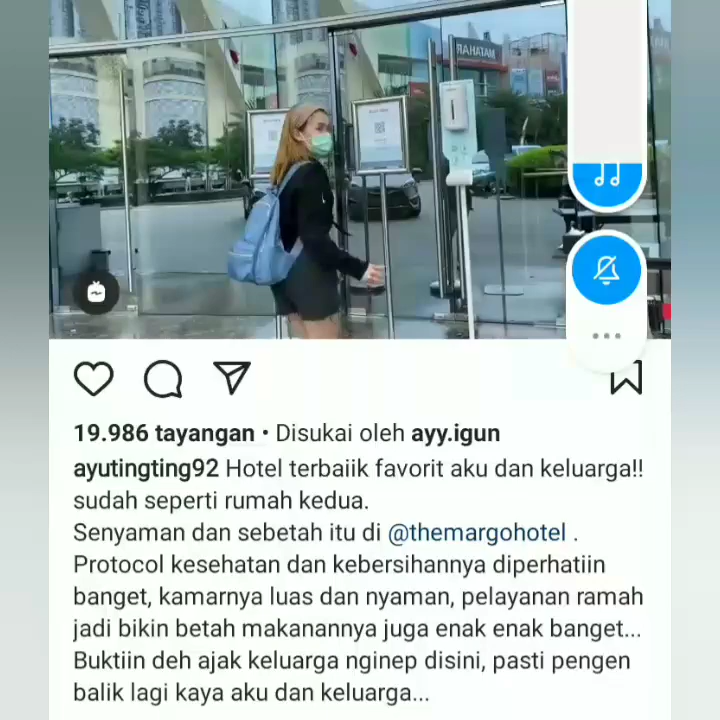 MATAHARI
19.986 tayangan • Disukai oleh ayy.igun
ayutingting92 Hotel terbaiik favorit aku dan keluarga!!
sudah seperti rumah kedua.
Senyaman dan sebetah itu di @themargohotel .
Protocol kesehatan dan kebersihannya diperhatiin
banget, kamarnya luas dan nyaman, pelayanan ramah
jadi bikin betah makanannya juga enak enak banget...
Buktiin deh ajak keluarga nginep disini, pasti pengen
balik lagi kaya aku dan keluarga...